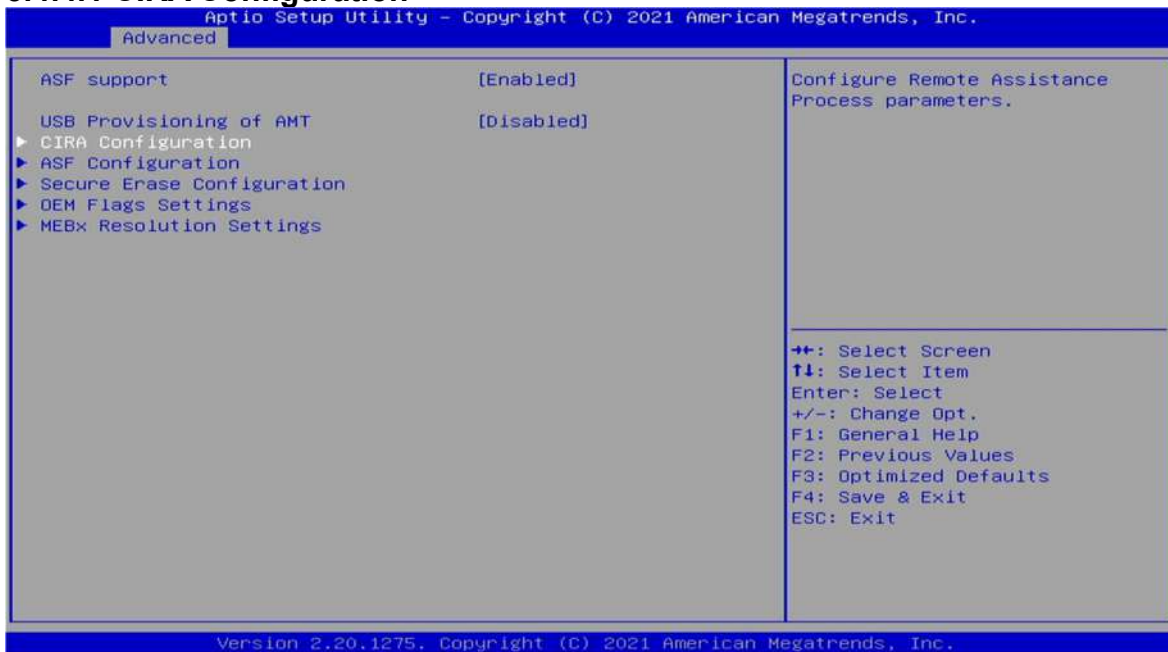 CIRA Configuration
Aptio Setup Utility – Copyright (C) 2021 American Megatrends, Inc.
Advanced
ASF support [Enabled]
USB Provisioning of AMT [Disabled]
► CIRA Configuration
► ASF Configuration
► Secure Erase Configuration
► OEM Flags Settings
► MEBx Resolution Settings
Configure Remote Assistance
Process parameters.
→←: Select Screen
↑↓: Select Item
Enter: Select
+/-: Change Opt.
F1: General Help
F2: Previous Values
F3: Optimized Defaults
F4: Save & Exit
ESC: Exit
Version 2.20.1275. Copyright (C) 2021 American Megatrends, Inc.